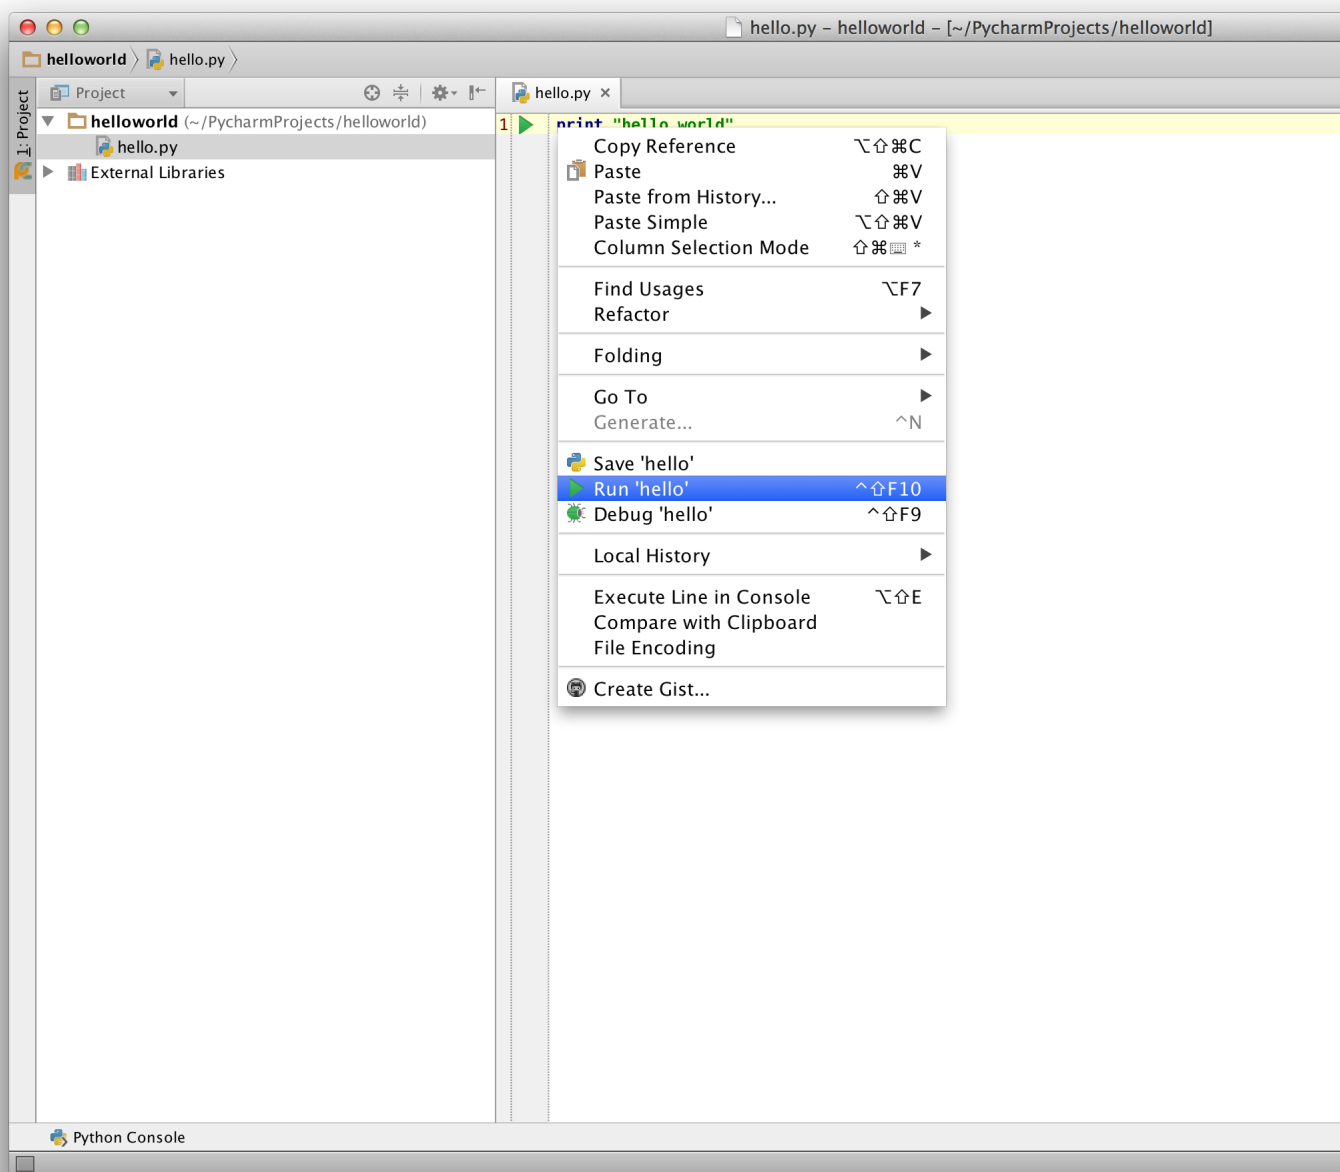 hello.py – helloworld – [~/PycharmProjects/helloworld]
helloworld hello.py
1: Project
Project
helloworld (~/PycharmProjects/helloworld)
hello.py
External Libraries
hello.py ×
1 print "hello world"
Copy Reference ⌥⇧⌘C
Paste ⌘V
Paste from History... ⇧⌘V
Paste Simple ⌥⇧⌘V
Column Selection Mode ⇧⌘⌨ *
Find Usages ⌥F7
Refactor
Folding
Go To
Generate... ^N
Save 'hello'
Run 'hello' ^⇧F10
Debug 'hello' ^⇧F9
Local History
Execute Line in Console ⌥⇧E
Compare with Clipboard
File Encoding
Create Gist...
Python Console